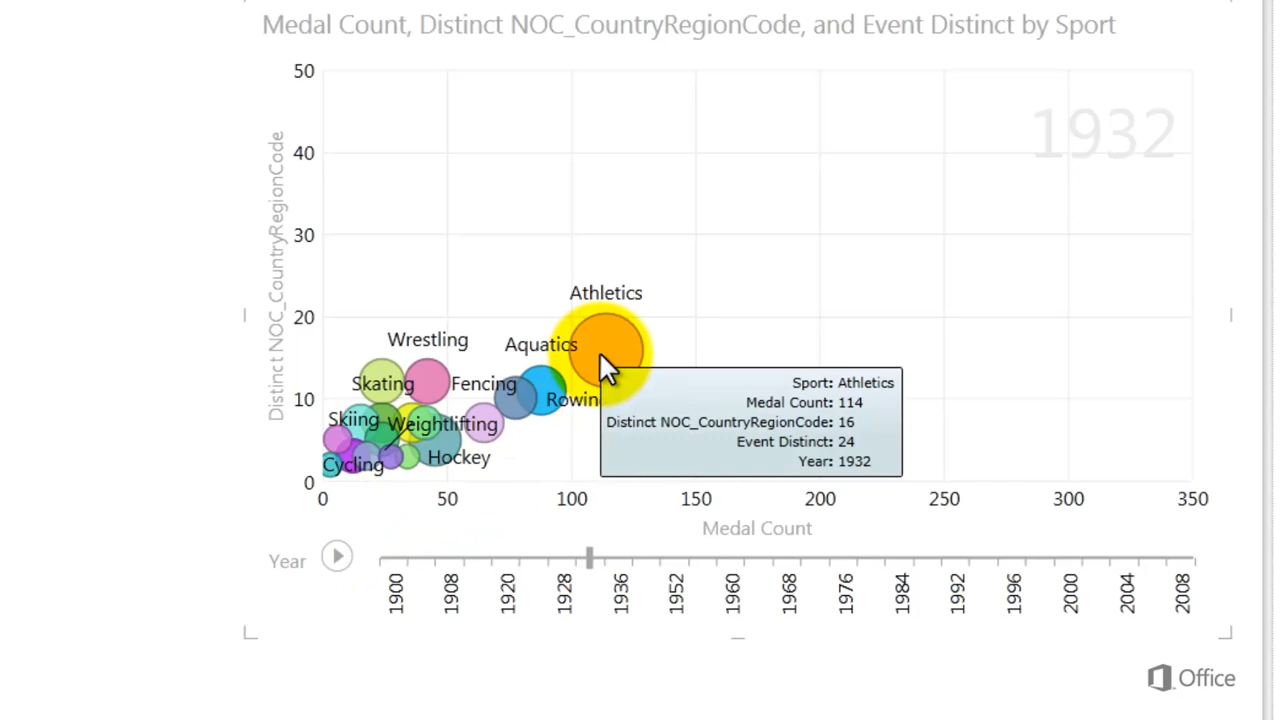 Medal Count, Distinct NOC_CountryRegionCode, and Event Distinct by Sport
Distinct NOC_CountryRegionCode
50
40
30
20
10
0
1932
Athletics
Wrestling
Aquatics
Skating
Fencing
Rowin
Skiing
Weightlifting
Cycling
Hockey
Sport: Athletics
Medal Count: 114
Distinct NOC_CountryRegionCode: 16
Event Distinct: 24
Year: 1932
0 50 100 150 200 250 300 350
Medal Count
Year
1900 1908 1920 1928 1936 1952 1960 1968 1976 1984 1992 1996 2000 2004 2008
Office